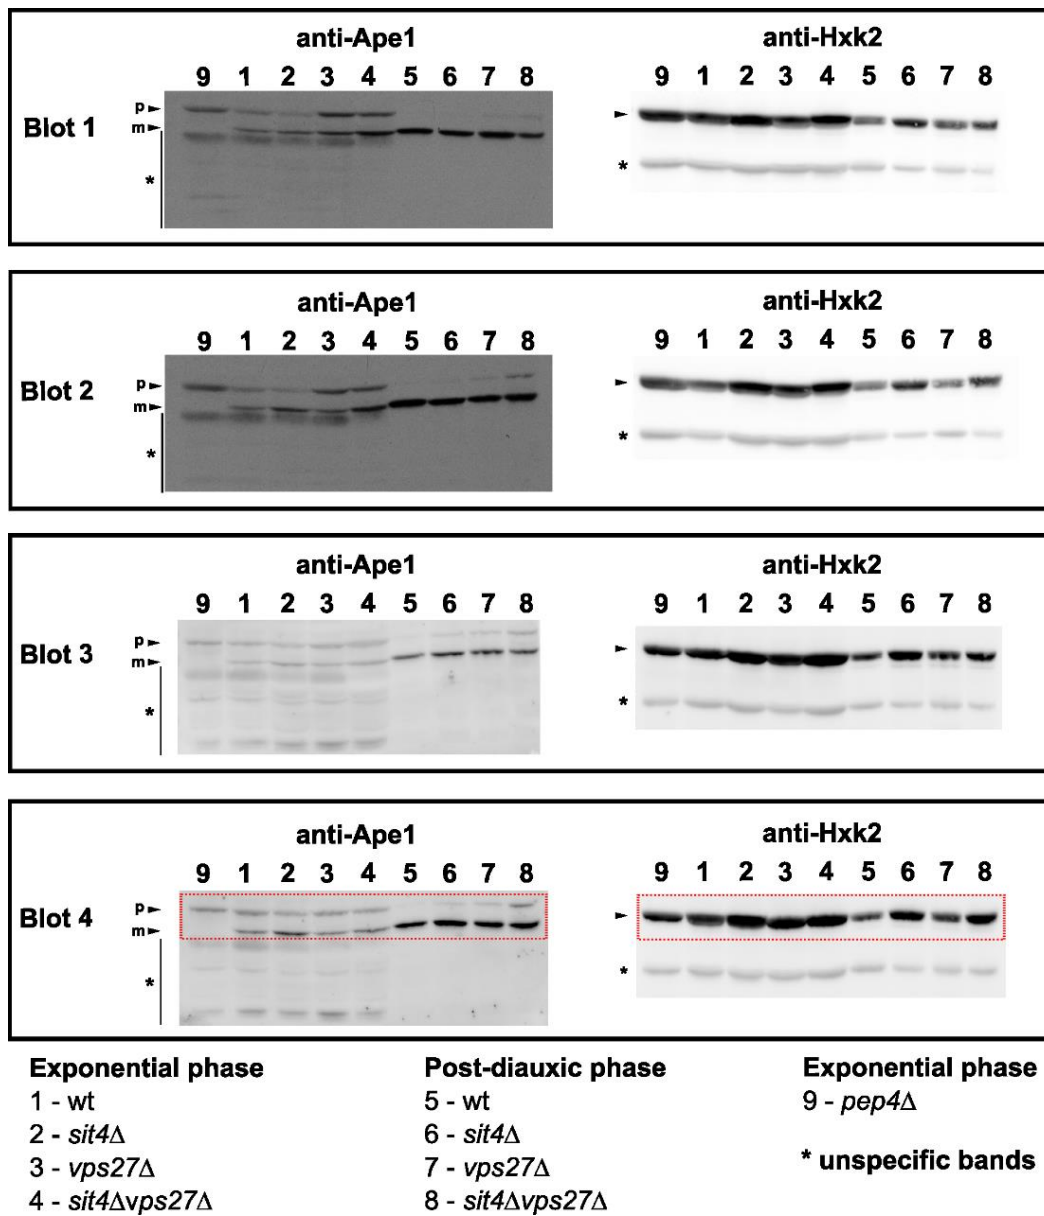 anti-Ape1 anti-Hxk2
9 1 2 3 4 5 6 7 8 9 1 2 3 4 5 6 7 8
p
Blot 1
m
* *
anti-Ape1 anti-Hxk2
9 1 2 3 4 5 6 7 8 9 1 2 3 4 5 6 7 8
p
Blot 2
m
* *
anti-Ape1 anti-Hxk2
9 1 2 3 4 5 6 7 8 9 1 2 3 4 5 6 7 8
p
Blot 3
m
* *
anti-Ape1 anti-Hxk2
9 1 2 3 4 5 6 7 8 9 1 2 3 4 5 6 7 8
p
Blot 4
m
* *
Exponential phase Post-diauxic phase Exponential phase
1 - wt 5 - wt 9 - pep4Δ
2 - sit4Δ 6 - sit4Δ
3 - vps27Δ 7 - vps27Δ * unspecific bands
4 - sit4Δvps27Δ 8 - sit4Δvps27Δ